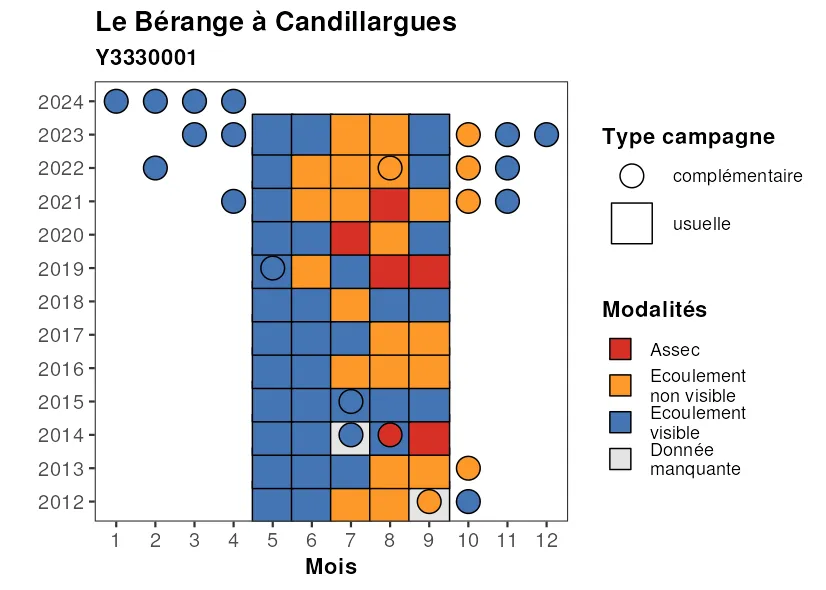 Le Bérange à Candillargues
Y3330001
2024
2023
2022
2021
2020
2019
2018
2017
2016
2015
2014
2013
2012
1 2 3 4 5 6 7 8 9 10 11 12
Mois
Type campagne
complémentaire
usuelle
Modalités
Assec
Ecoulement
non visible
Ecoulement
visible
Donnée
manquante